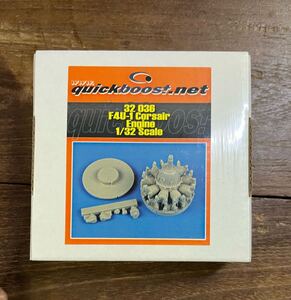 www.
quickboost.net
32 036
F4U-1 Corsair
Engine
1/32 Scale